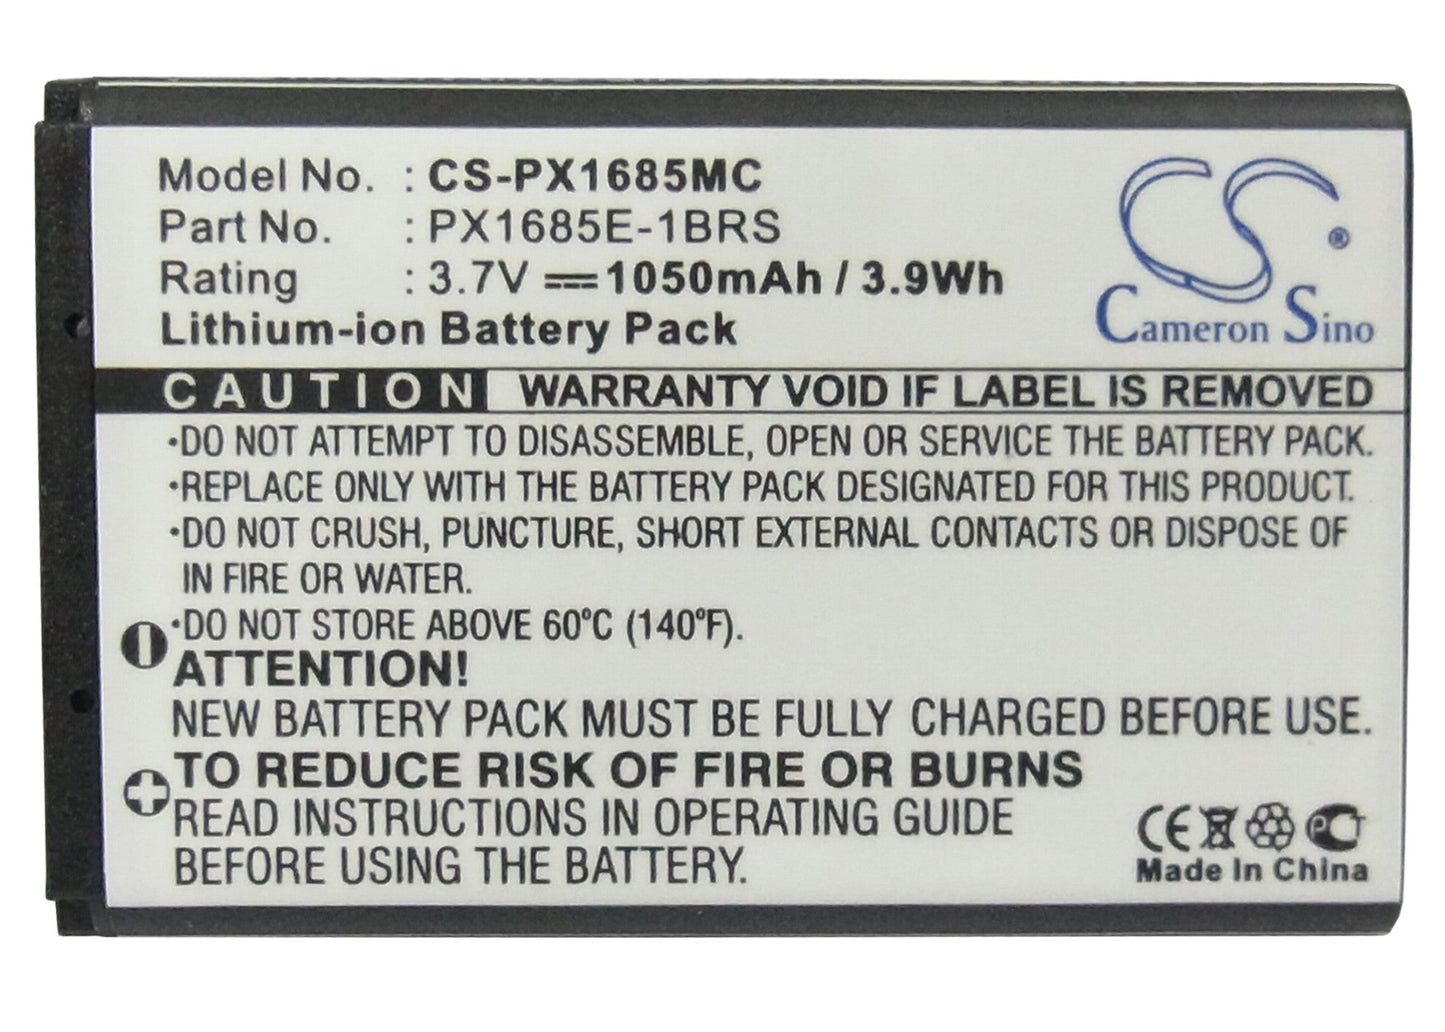 Model No. : CS-PX1685MC
Part No. : PX1685E-1BRS
Rating : 3.7V ⎓ 1050mAh / 3.9Wh
Lithium-ion Battery Pack
CS ®
Cameron Sino
CAUTION WARRANTY VOID IF LABEL IS REMOVED
•DO NOT ATTEMPT TO DISASSEMBLE, OPEN OR SERVICE THE BATTERY PACK.
•REPLACE ONLY WITH THE BATTERY PACK DESIGNATED FOR THIS PRODUCT.
•DO NOT CRUSH, PUNCTURE, SHORT EXTERNAL CONTACTS OR DISPOSE OF
IN FIRE OR WATER.
•DO NOT STORE ABOVE 60°C (140°F).
ATTENTION!
NEW BATTERY PACK MUST BE FULLY CHARGED BEFORE USE.
TO REDUCE RISK OF FIRE OR BURNS
READ INSTRUCTIONS IN OPERATING GUIDE
BEFORE USING THE BATTERY.
CE
Made In China